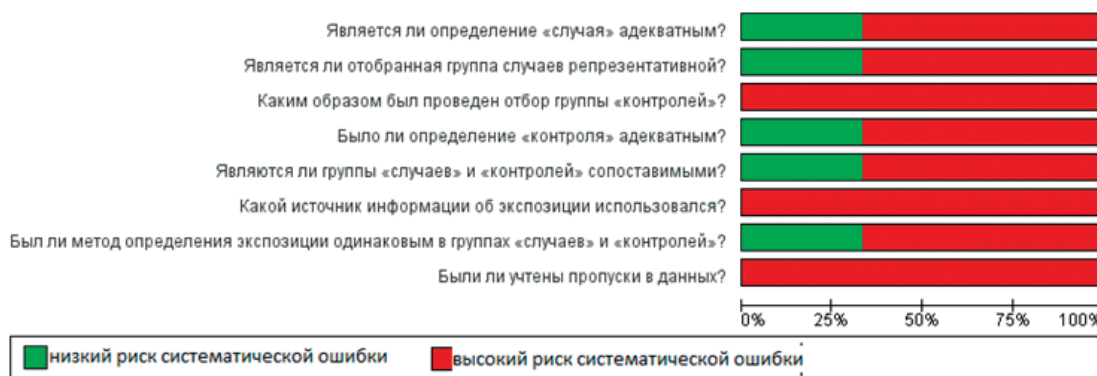 Является ли определение «случая» адекватным?
Является ли отобранная группа случаев репрезентативной?
Каким образом был проведен отбор группы «контролей»?
Было ли определение «контроля» адекватным?
Являются ли группы «случаев» и «контролей» сопоставимыми?
Какой источник информации об экспозиции использовался?
Был ли метод определения экспозиции одинаковым в группах «случаев» и «контролей»?
Были ли учтены пропуски в данных?
0% 25% 50% 75% 100%
низкий риск систематической ошибки высокий риск систематической ошибки